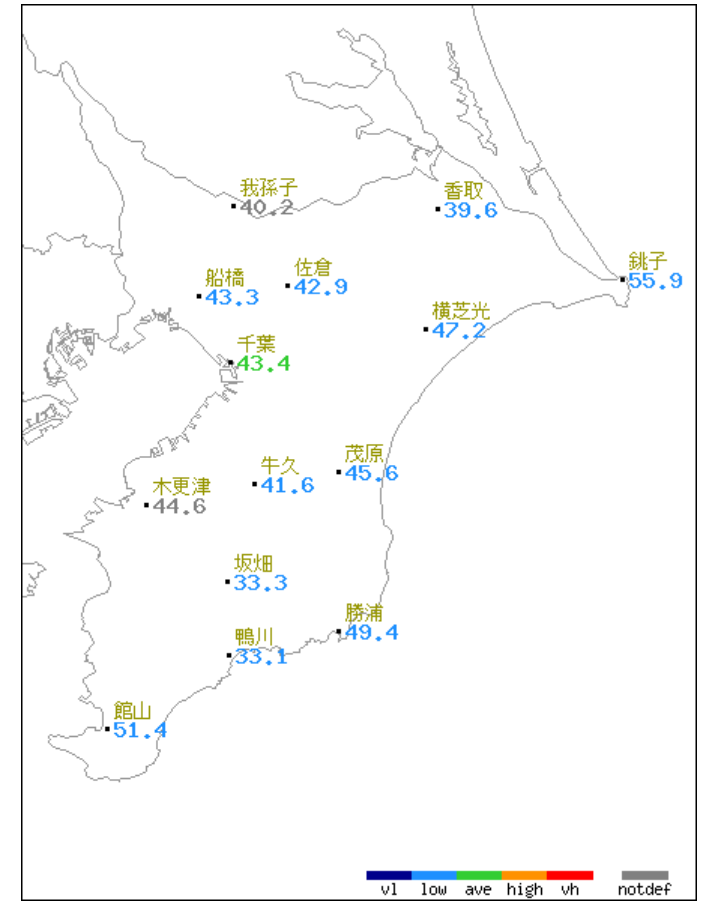 我孫子
40.2
香取
39.6
銚子
55.9
船橋
43.3
佐倉
42.9
横芝光
47.2
千葉
43.4
茂原
45.6
牛久
41.6
木更津
44.6
坂畑
33.3
勝浦
49.4
鴨川
33.1
館山
51.4
vl low ave high vh notdef